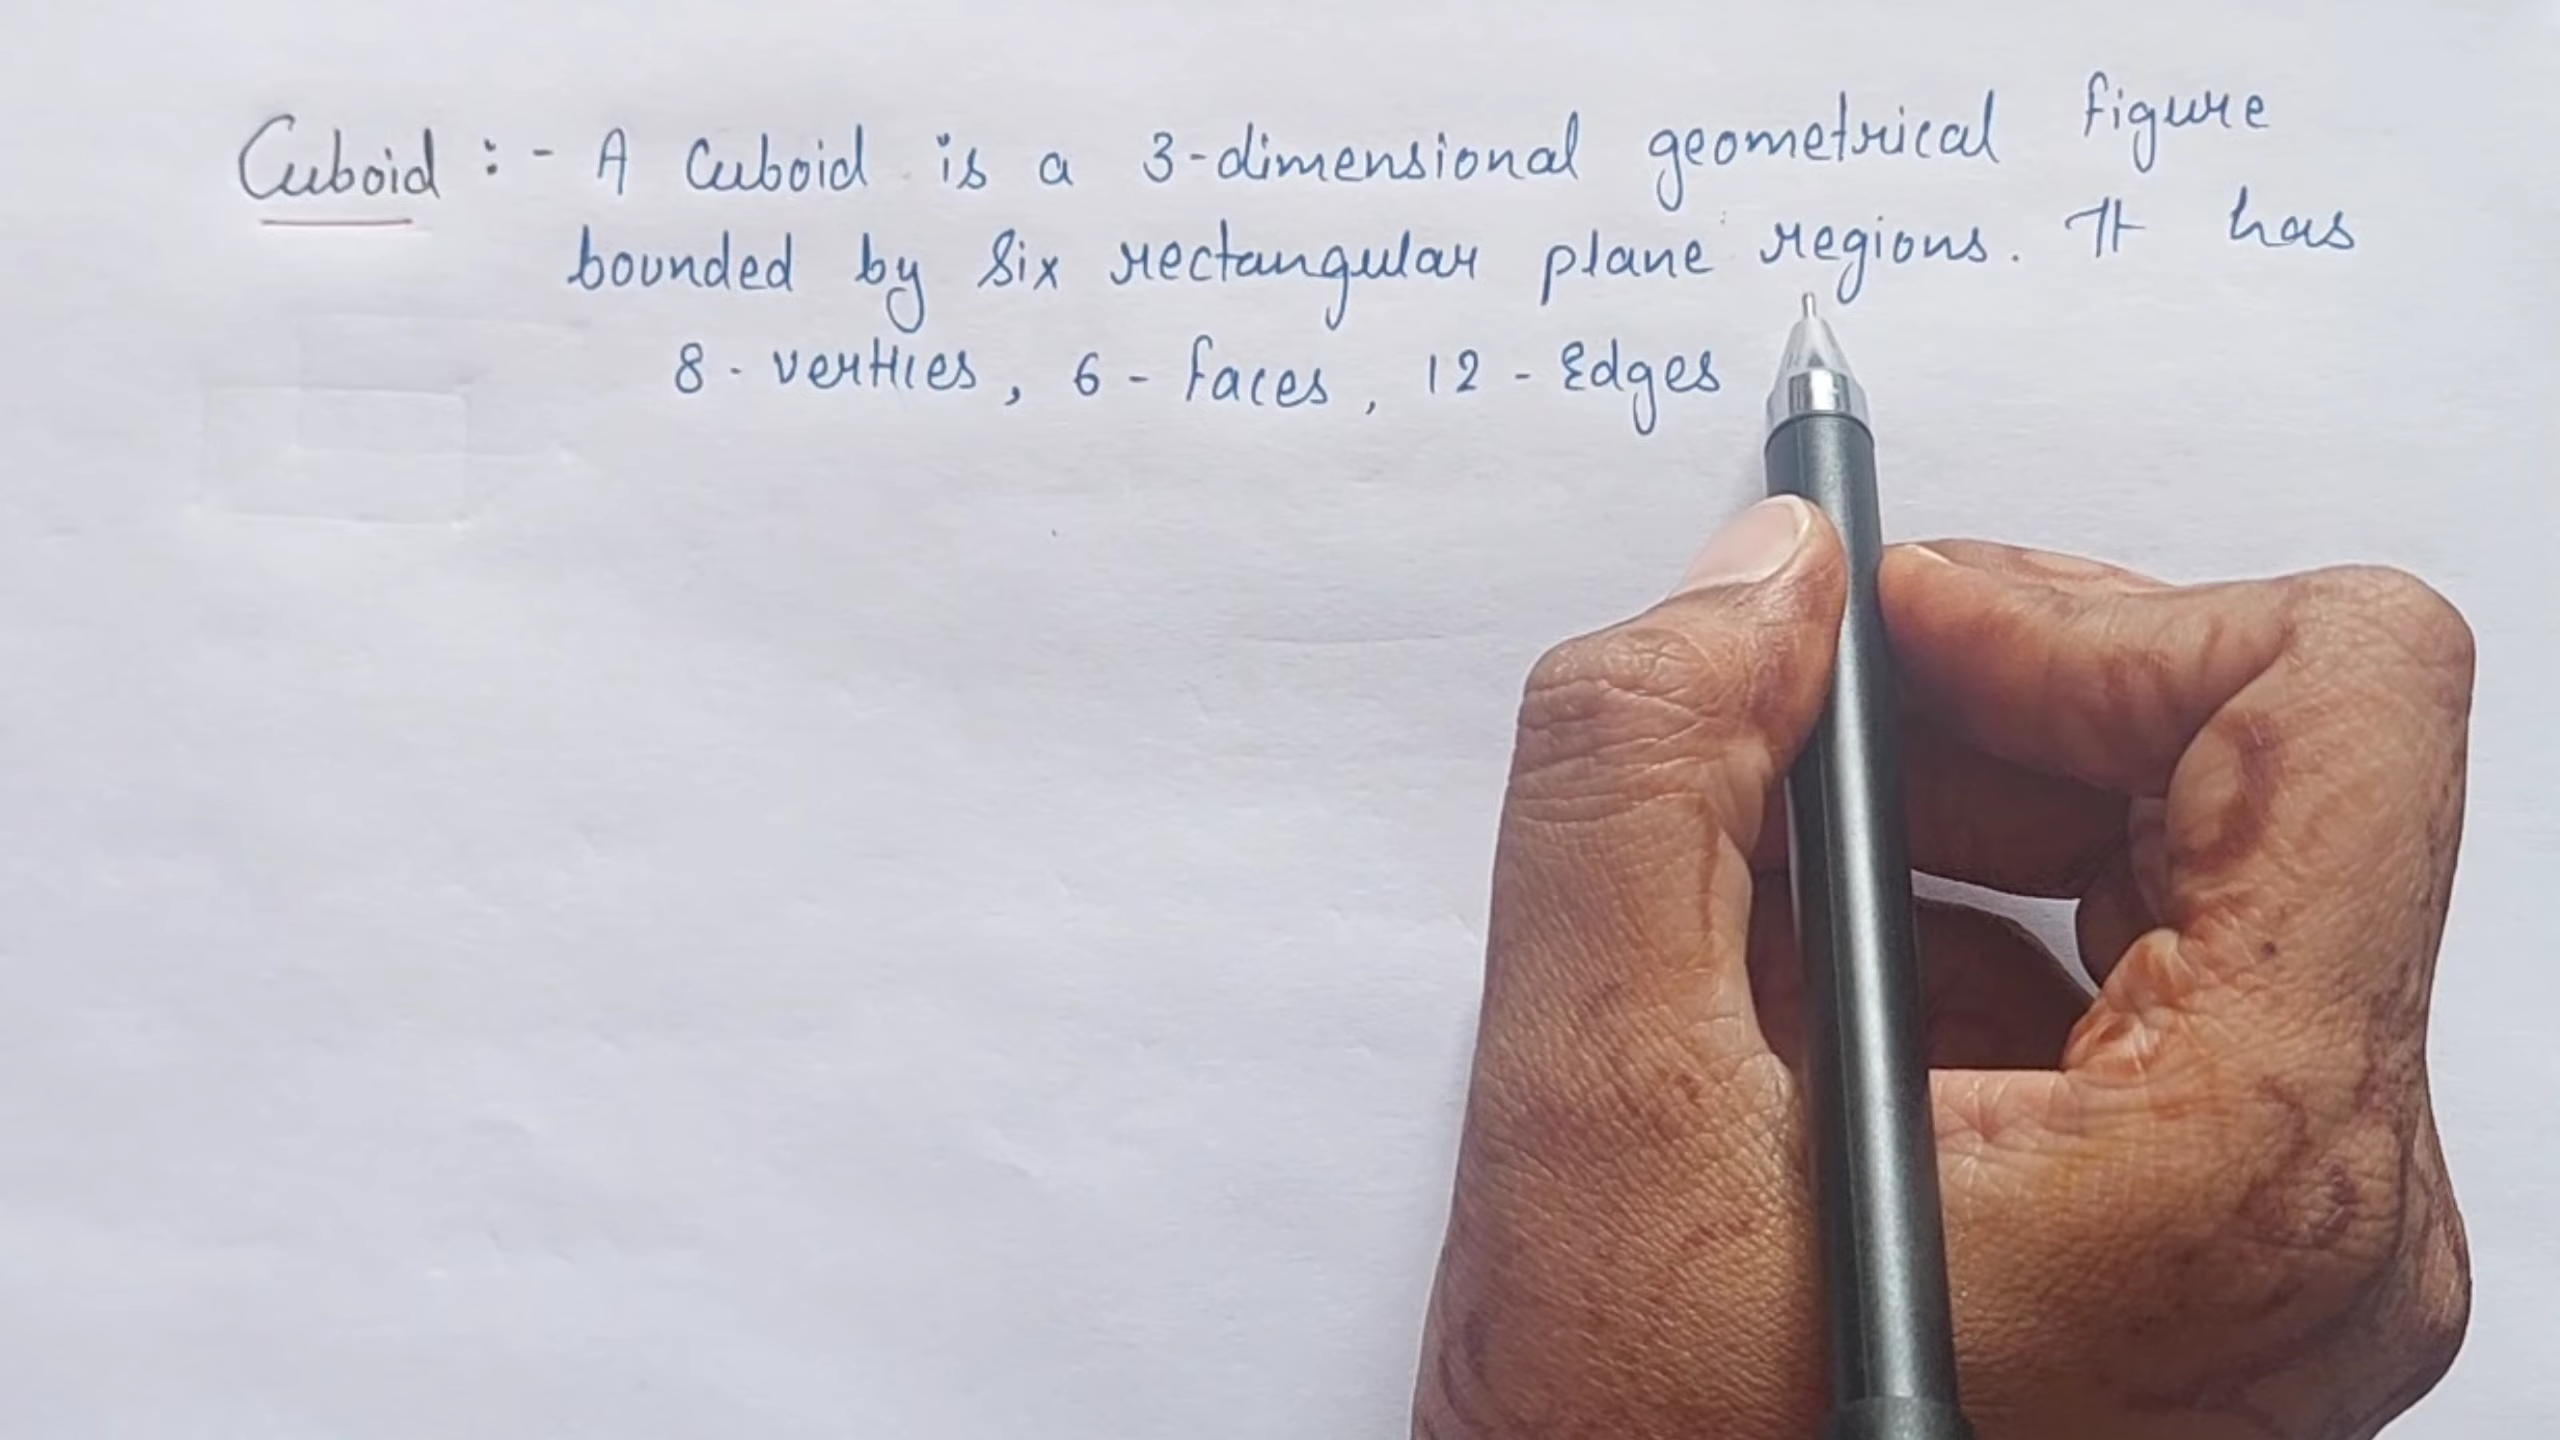 Cuboid :- A Cuboid is a 3-dimensional geometrical figure
bounded by Six rectangular plane regions. It has
8 - verties, 6 - faces, 12 - Edges